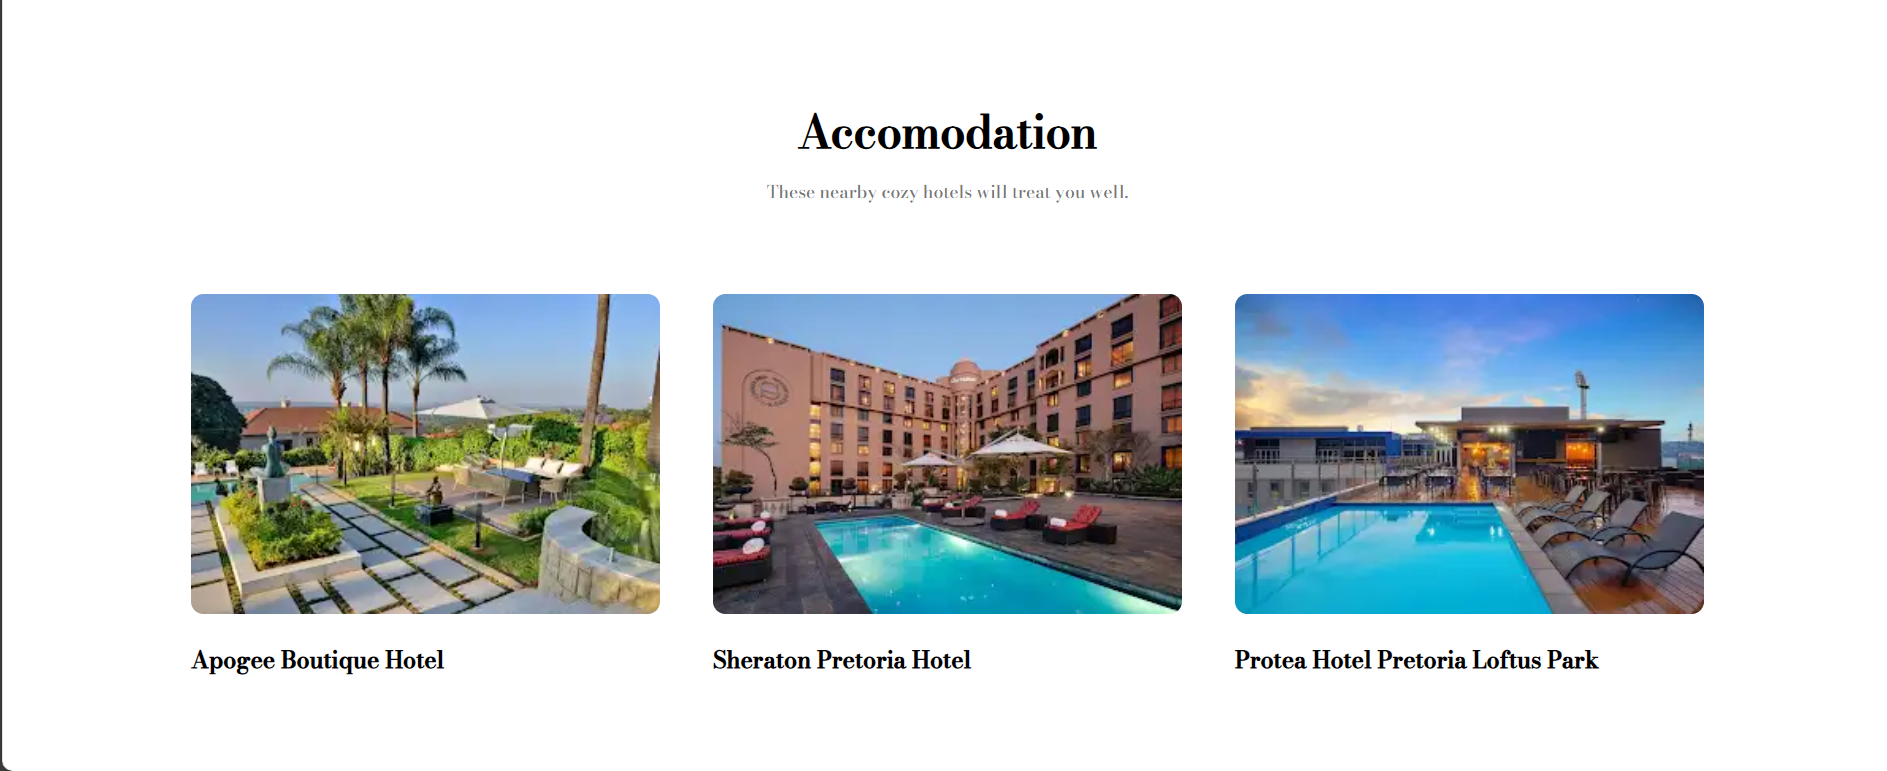 Accomodation
These nearby cozy hotels will treat you well.
Apogee Boutique Hotel
Sheraton Pretoria Hotel
Protea Hotel Pretoria Loftus Park